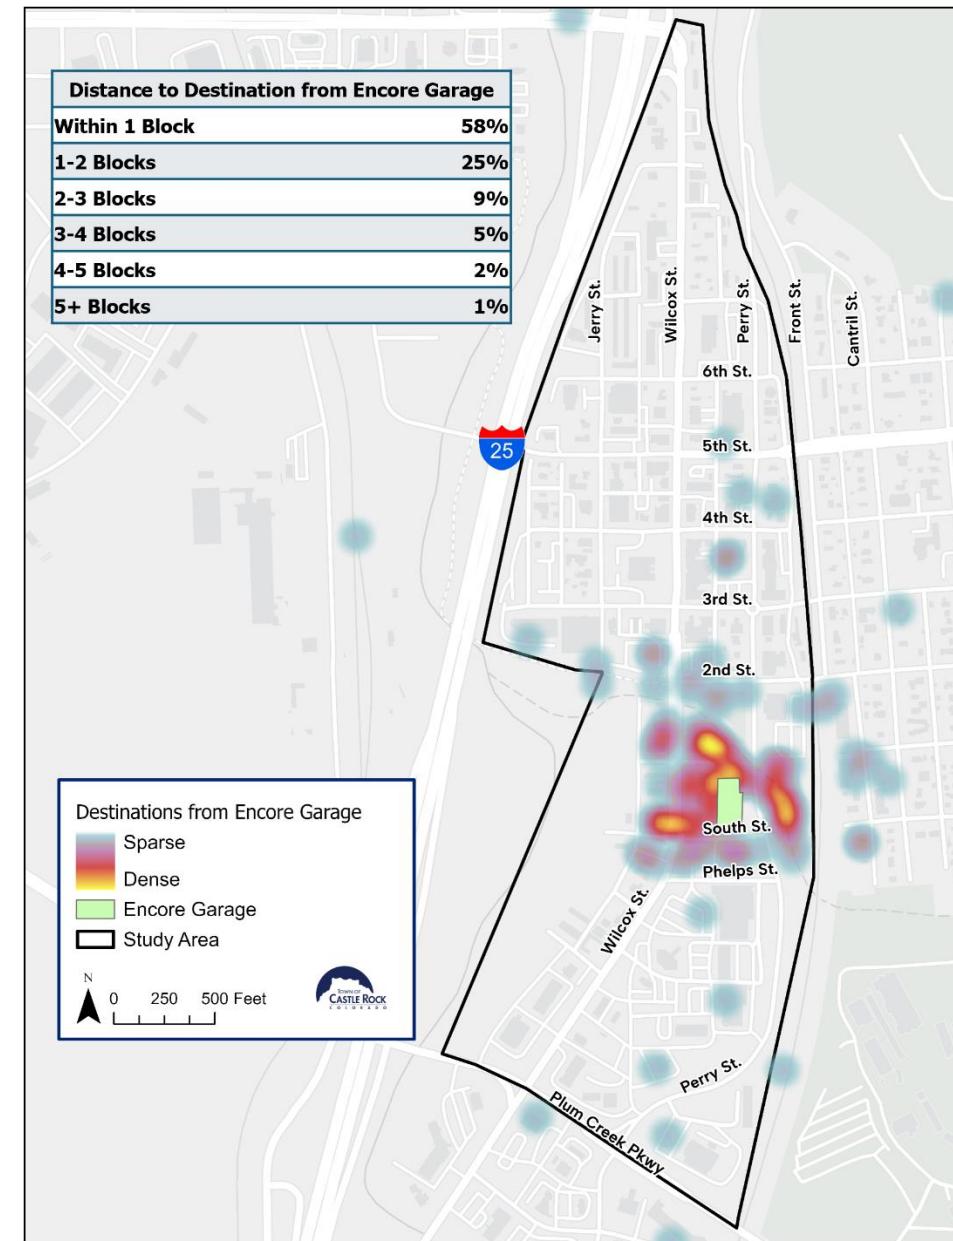 Distance to Destination from Encore Garage
Within 1 Block 58%
1-2 Blocks 25%
2-3 Blocks 9%
3-4 Blocks 5%
4-5 Blocks 2%
5+ Blocks 1%
Jerry St.
Wilcox St.
Perry St.
Front St.
Cantril St.
6th St.
5th St.
25
4th St.
3rd St.
2nd St.
South St.
Phelps St.
Wilcox St.
Perry St.
Plum Creek Pkwy
Destinations from Encore Garage
Sparse
Dense
Encore Garage
Study Area
N
0 250 500 Feet
TOWN OF
CASTLE ROCK
COLORADO